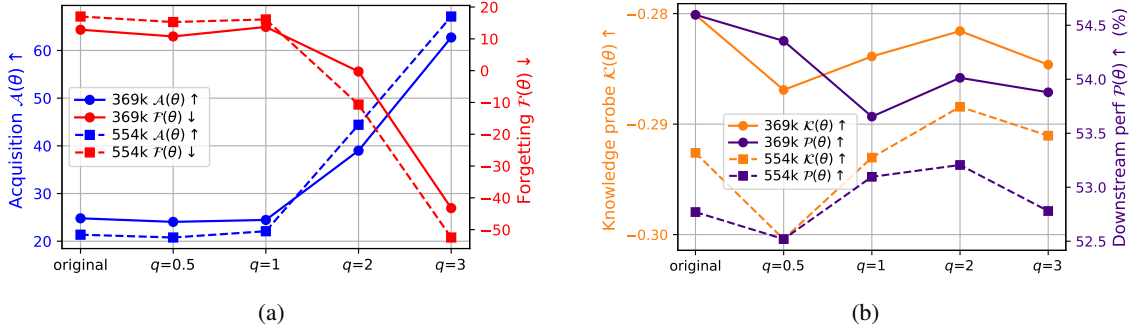 Acquisition 𝒜(θ) ↑
60
50
40
30
20
369k 𝒜(θ) ↑
369k ℱ(θ) ↓
554k 𝒜(θ) ↑
554k ℱ(θ) ↓
20
10
0
−10
−20
−30
−40
−50
Forgetting ℱ(θ) ↓
original q=0.5 q=1 q=2 q=3
(a)
Knowledge probe 𝒦(θ) ↑
−0.28
−0.29
−0.30
369k 𝒦(θ) ↑
369k 𝒫(θ) ↑
554k 𝒦(θ) ↑
554k 𝒫(θ) ↑
54.5
54.0
53.5
53.0
52.5
Downstream perf 𝒫(θ) ↑ (%)
original q=0.5 q=1 q=2 q=3
(b)